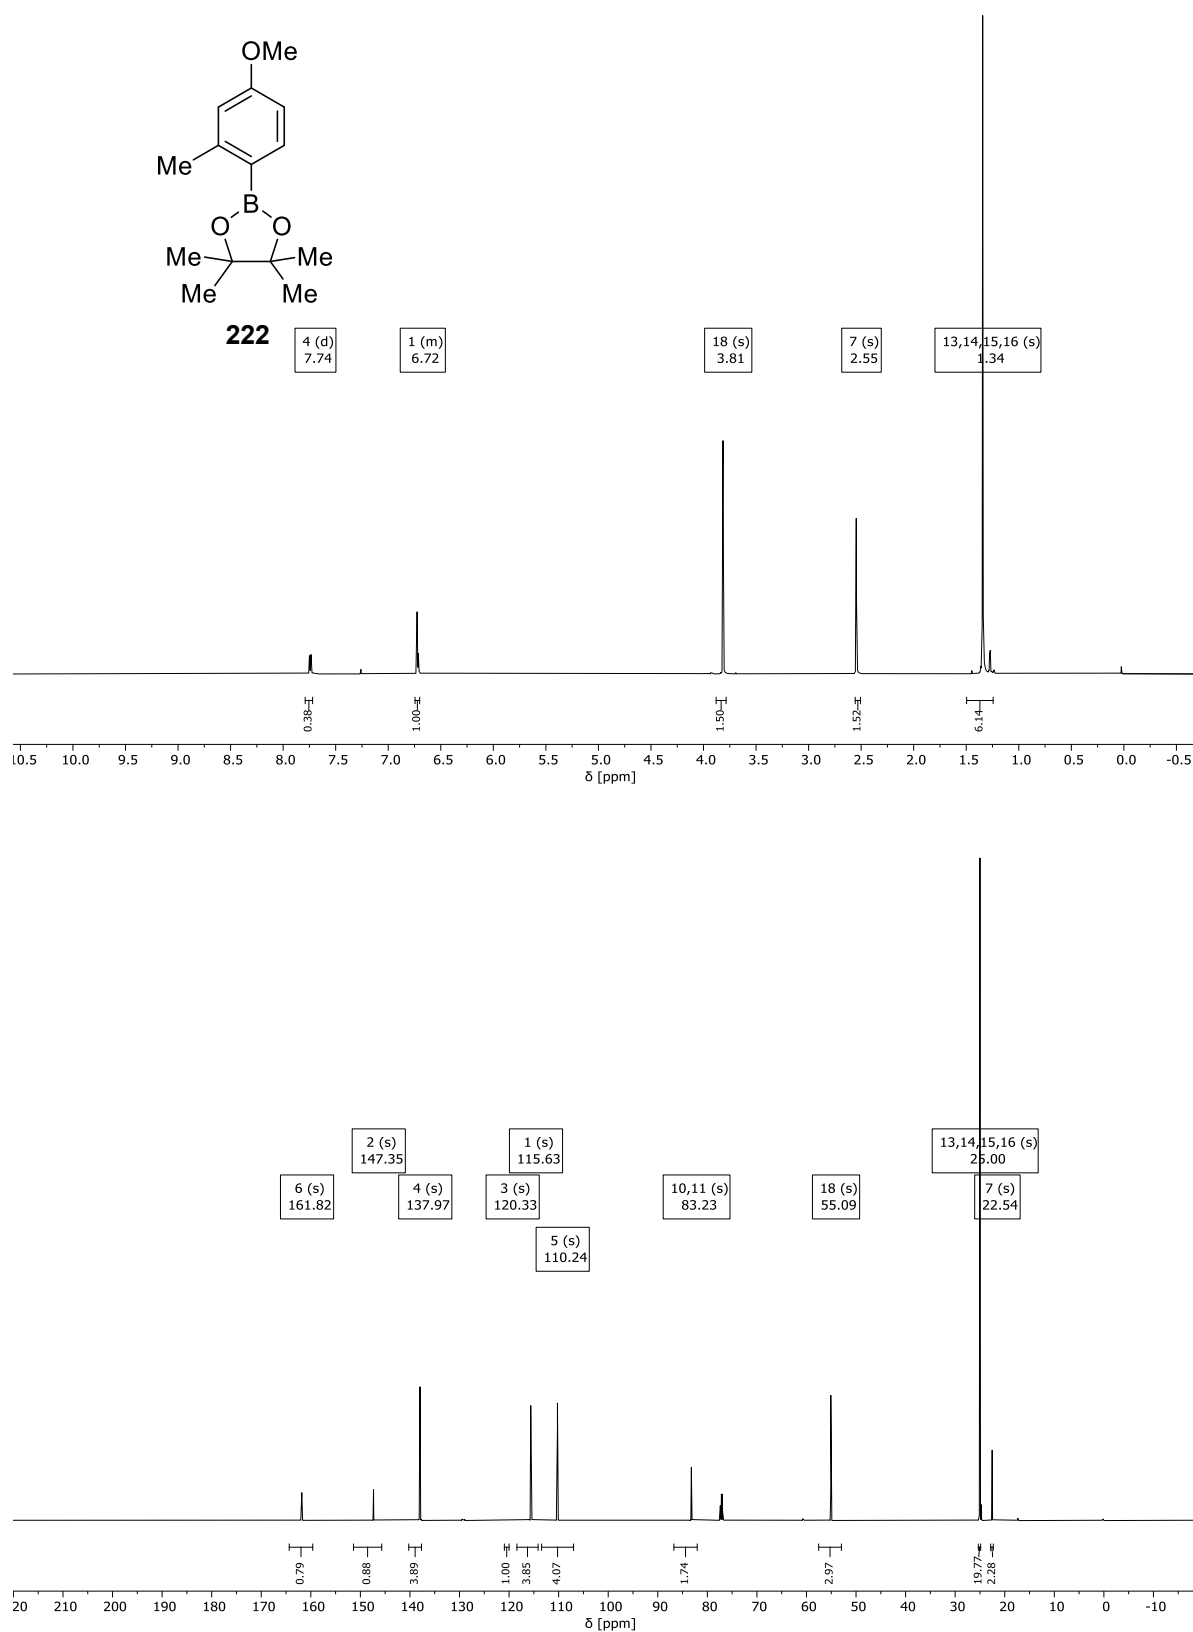 OMe
Me
B
O O
Me Me
Me Me
222
4 (d)
7.74
1 (m)
6.72
18 (s)
3.81
7 (s)
2.55
13,14,15,16 (s)
1.34
0.38
1.00
1.50
1.52
6.14
10.5 10.0 9.5 9.0 8.5 8.0 7.5 7.0 6.5 6.0 5.5 5.0 4.5 4.0 3.5 3.0 2.5 2.0 1.5 1.0 0.5 0.0 -0.5
δ [ppm]
2 (s)
147.35
1 (s)
115.63
13,14,15,16 (s)
25.00
6 (s)
161.82
4 (s)
137.97
3 (s)
120.33
10,11 (s)
83.23
18 (s)
55.09
7 (s)
22.54
5 (s)
110.24
0.79
0.88
3.89
1.00
3.85
4.07
1.74
2.97
19.77
2.28
20 210 200 190 180 170 160 150 140 130 120 110 100 90 80 70 60 50 40 30 20 10 0 -10
δ [ppm]